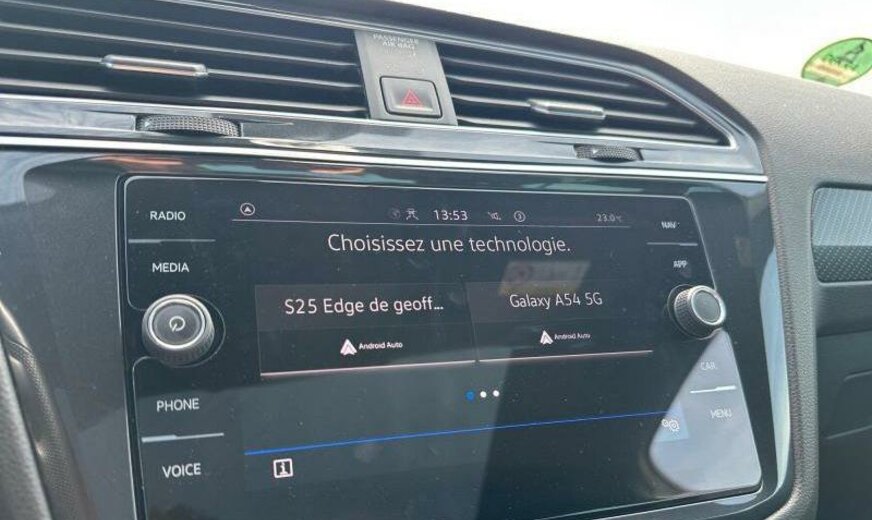 PASSENGER
AIR BAG
RADIO
MEDIA
PHONE
VOICE
13:53
23.0°C
Choisissez une technologie.
S25 Edge de geoff...
Android Auto
Galaxy A54 5G
Android Auto
i
NAV
APP
CAR
MENU